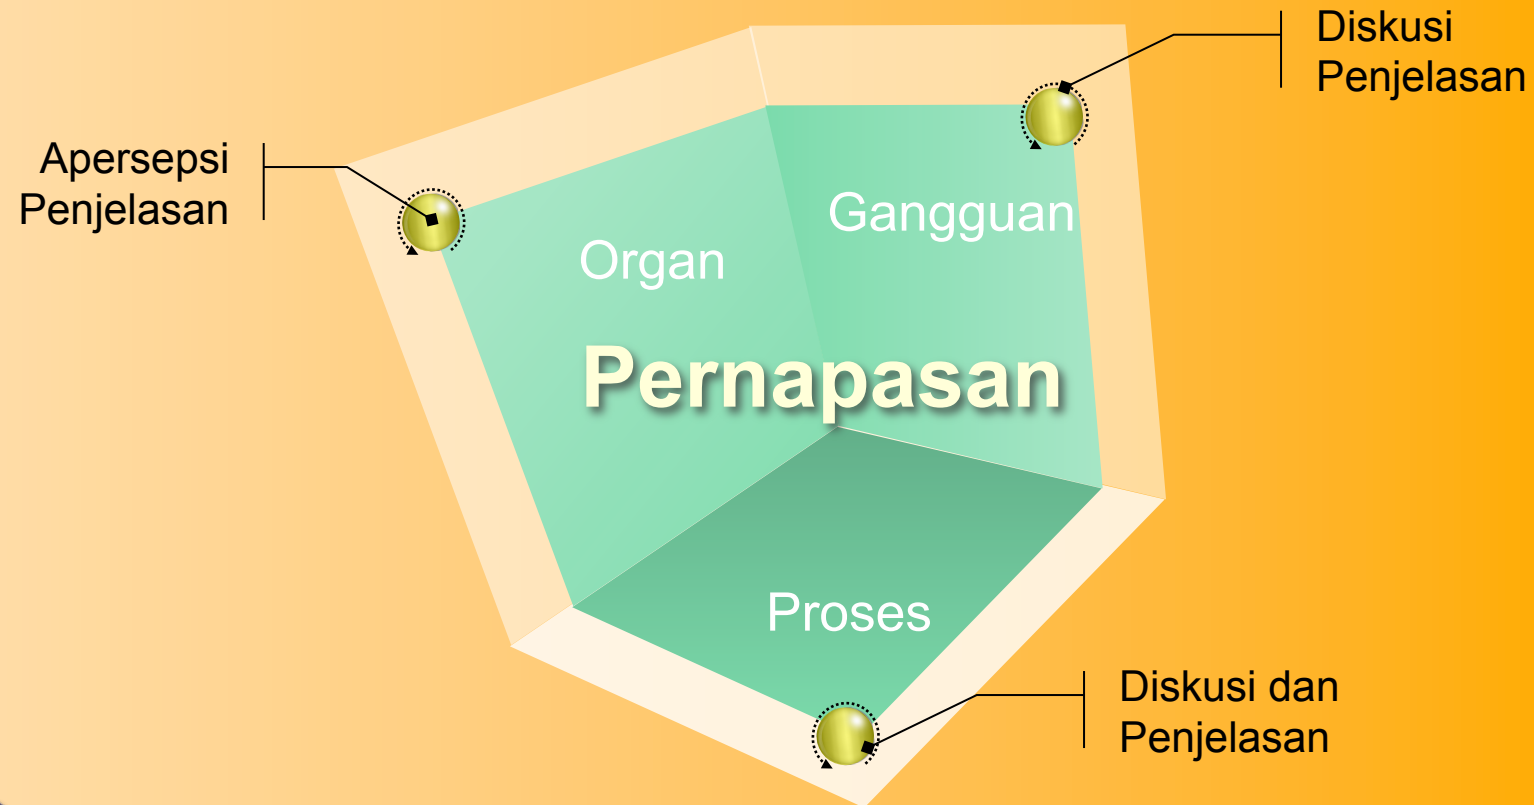 Diskusi
Penjelasan
Apersepsi
Penjelasan
Gangguan
Organ
Pernapasan
Proses
Diskusi dan
Penjelasan